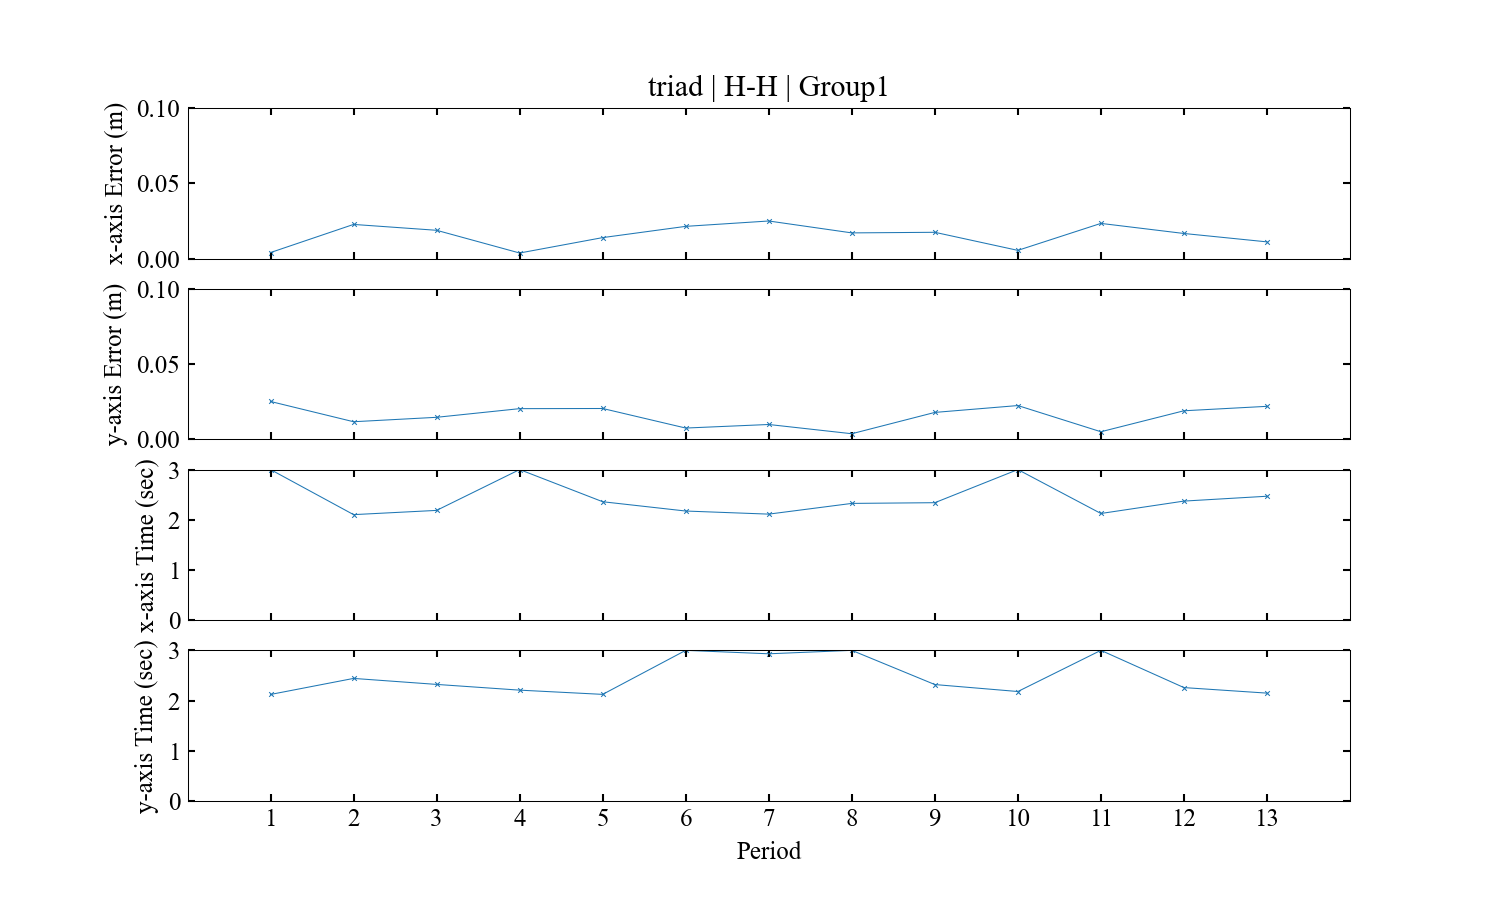 triad | H-H | Group1
x-axis Error (m)
0.10
0.05
0.00
y-axis Error (m)
0.10
0.05
0.00
x-axis Time (sec)
3
2
1
0
y-axis Time (sec)
3
2
1
0
1 2 3 4 5 6 7 8 9 10 11 12 13
Period